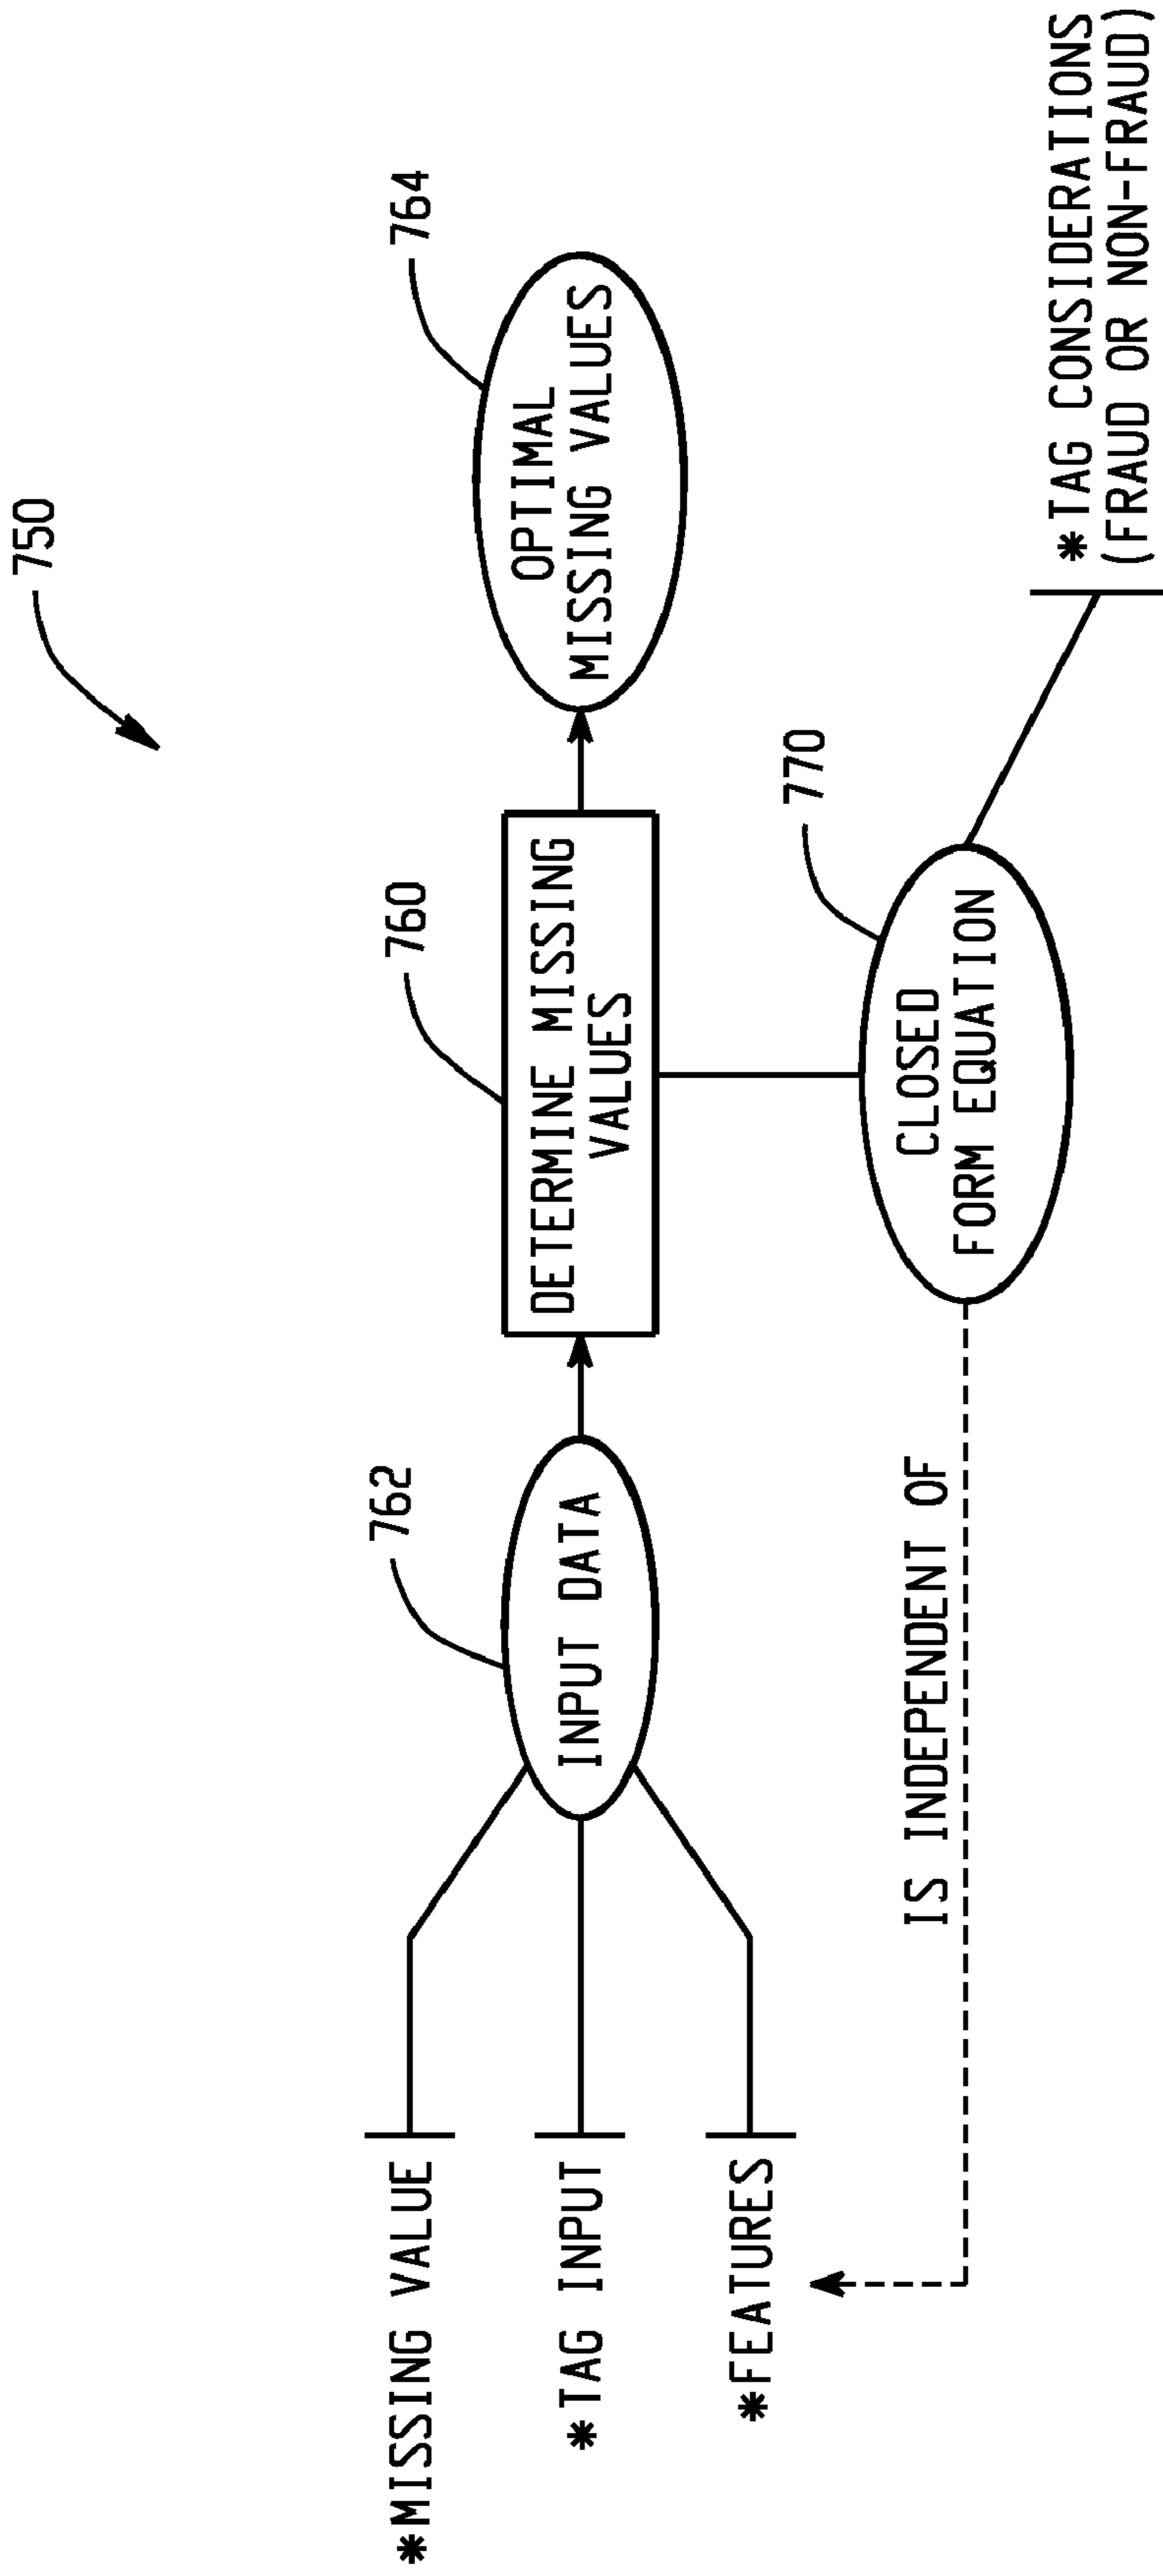 750
*MISSING VALUE
*TAG INPUT
*FEATURES
762
INPUT DATA
760
DETERMINE MISSING
VALUES
764
OPTIMAL
MISSING VALUES
IS INDEPENDENT OF
770
CLOSED
FORM EQUATION
*TAG CONSIDERATIONS
(FRAUD OR NON-FRAUD)